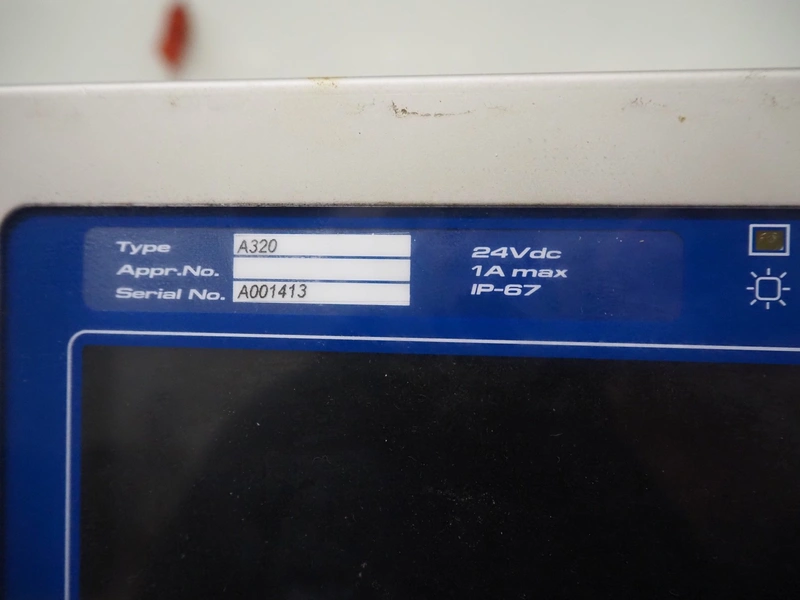 Type A320 24Vdc
Appr.No. 1A max
Serial No. A001413 IP-67